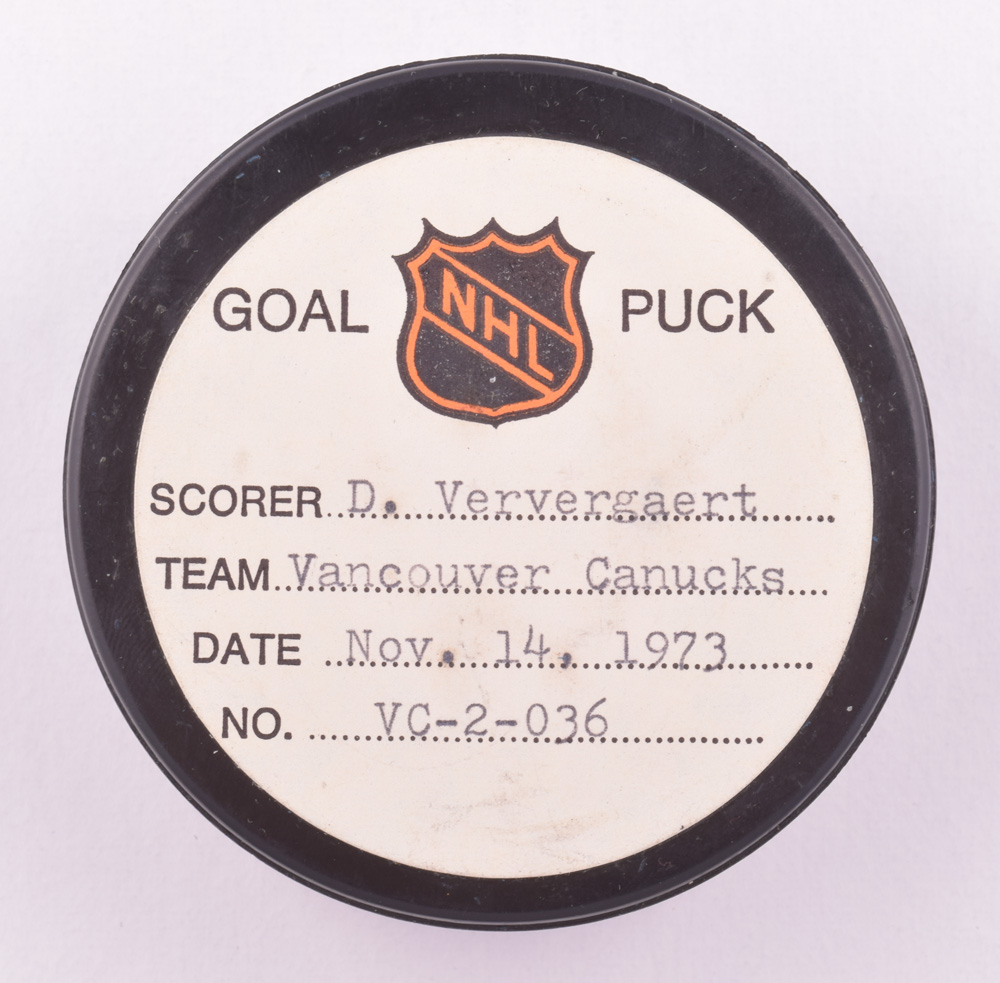 GOAL NHL PUCK
SCORER D. Ververgaert
TEAM Vancouver Canucks
DATE Nov. 14, 1973
NO. VC-2-036